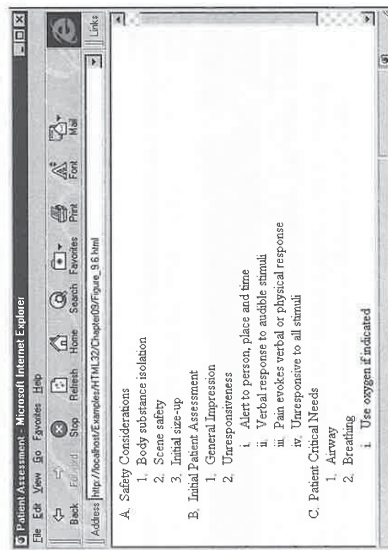 Patient Assessment - Microsoft Internet Explorer
File Edit View Go Favorites Help
Back Forward Stop Refresh Home Search Favorites Print Font Mail
Address http://localhost/Examples/HTML32/Chapter09/Figure_9.6.html Links
A. Safety Considerations
1. Body substance isolation
2. Scene safety
3. Initial size-up
B. Initial Patient Assessment
1. General Impression
2. Unresponsiveness
i. Alert to person, place and time
ii. Verbal response to audible stimuli
iii. Pain evokes verbal or physical response
iv. Unresponsive to all stimuli
C. Patient Critical Needs
1. Airway
2. Breathing
i. Use oxygen if indicated